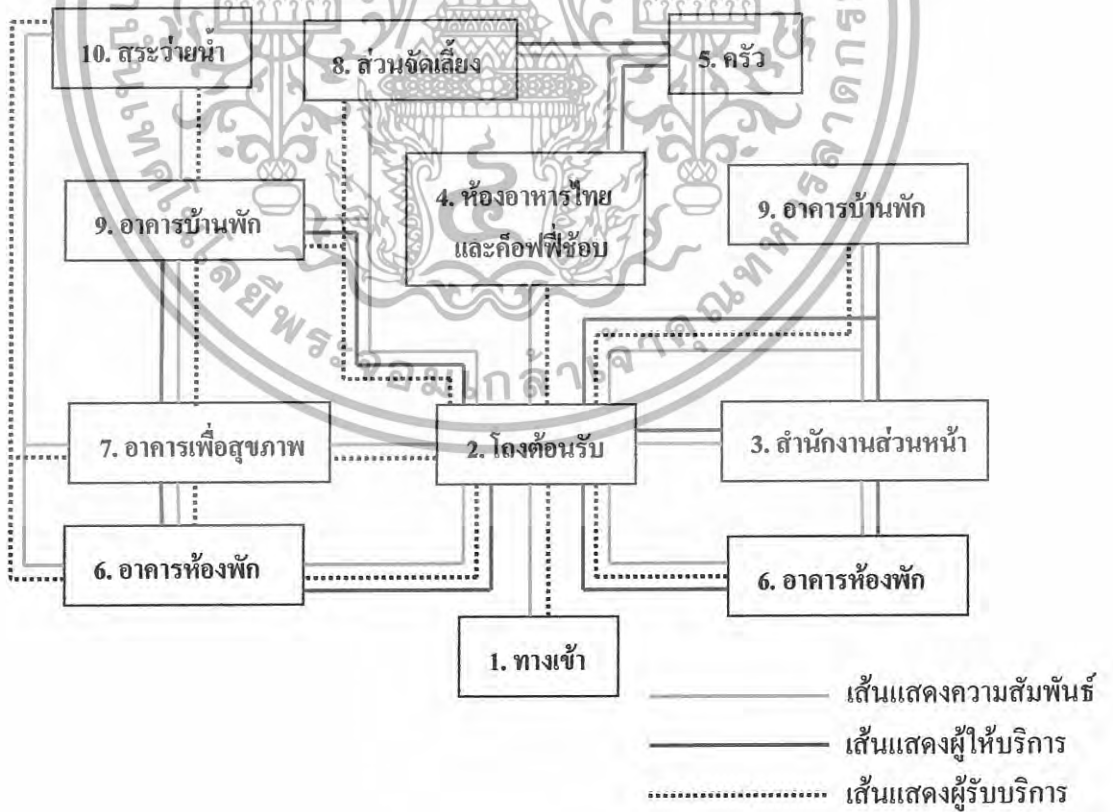 10. สระว่ายน้ำ
8. ส่วนจัดเลี้ยง
5. ครัว
9. อาคารบ้านพัก
4. ห้องอาหารไทย
และค็อฟฟี่ช็อบ
9. อาคารบ้านพัก
7. อาคารเพื่อสุขภาพ
2. โถงต้อนรับ
3. สำนักงานส่วนหน้า
6. อาคารห้องพัก
6. อาคารห้องพัก
1. ทางเข้า
เส้นแสดงความสัมพันธ์
เส้นแสดงผู้ให้บริการ
เส้นแสดงผู้รับบริการ